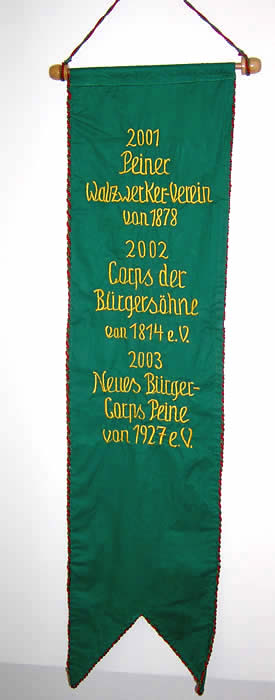 2001
Peiner
Walzwerker-Verein
von 1878
2002
Corps der
Bürgersöhne
von 1814 e.V.
2003
Neues Bürger-
Corps Peine
von 1927 e.V.